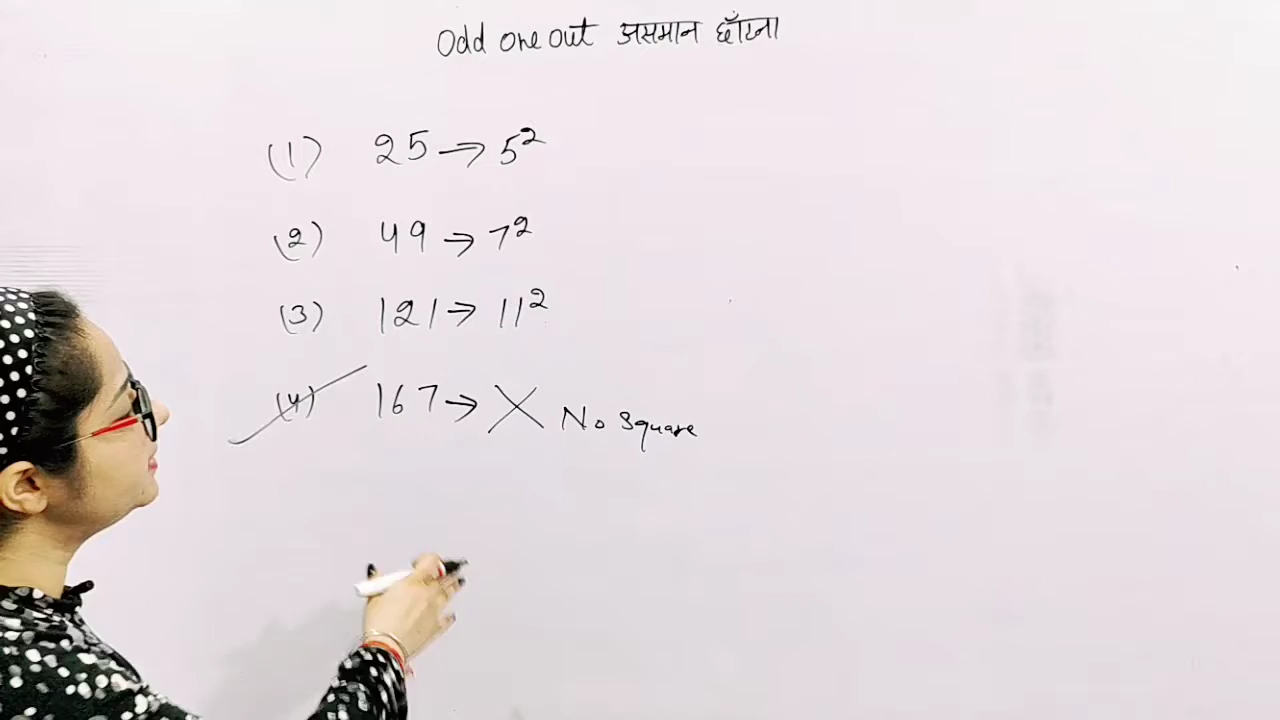 Odd one out असमान छाँटना
(1) 25 → 5²
(2) 49 → 7²
(3) 121 → 11²
(4) 167 → X No square